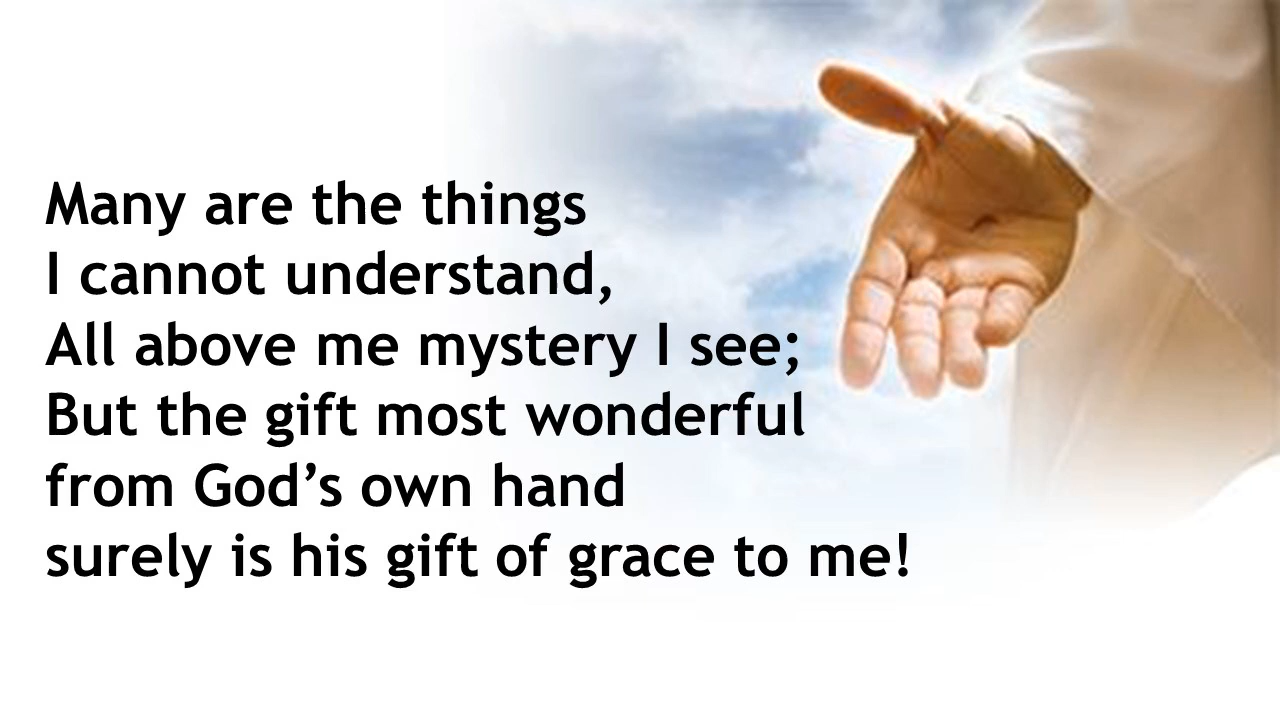 Many are the things
I cannot understand,
All above me mystery I see;
But the gift most wonderful
from God’s own hand
surely is his gift of grace to me!